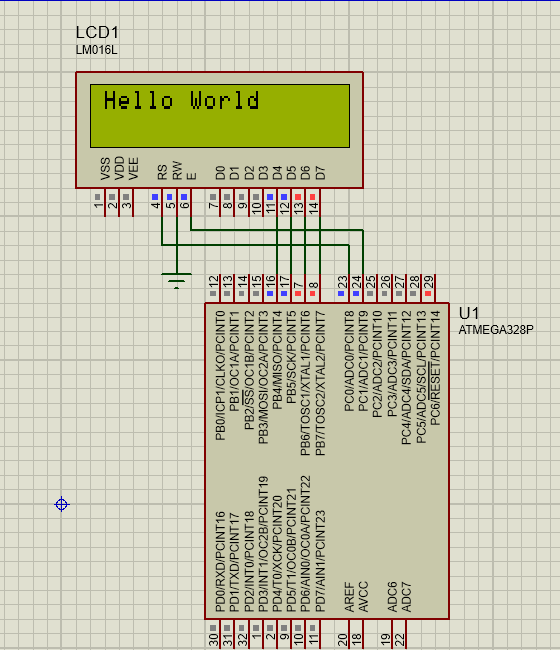 LCD1
LM016L
Hello World
VSS VDD VEE RS RW E D0 D1 D2 D3 D4 D5 D6 D7
1 2 3 4 5 6 7 8 9 10 11 12 13 14
12 13 14 15 16 17 7 8 23 24 25 26 27 28 29
U1
ATMEGA328P
PB0/ICP1/CLKO/PCINT0
PB1/OC1A/PCINT1
PB2/SS/OC1B/PCINT2
PB3/MOSI/OC2A/PCINT3
PB4/MISO/PCINT4
PB5/SCK/PCINT5
PB6/TOSC1/XTAL1/PCINT6
PB7/TOSC2/XTAL2/PCINT7
PC0/ADC0/PCINT8
PC1/ADC1/PCINT9
PC2/ADC2/PCINT10
PC3/ADC3/PCINT11
PC4/ADC4/SDA/PCINT12
PC5/ADC5/SCL/PCINT13
PC6/RESET/PCINT14
PD0/RXD/PCINT16
PD1/TXD/PCINT17
PD2/INT0/PCINT18
PD3/INT1/OC2B/PCINT19
PD4/T0/XCK/PCINT20
PD5/T1/OC0B/PCINT21
PD6/AIN0/OC0A/PCINT22
PD7/AIN1/PCINT23
AREF
AVCC
ADC6
ADC7
30 31 32 1 2 9 10 11 20 18 19 22